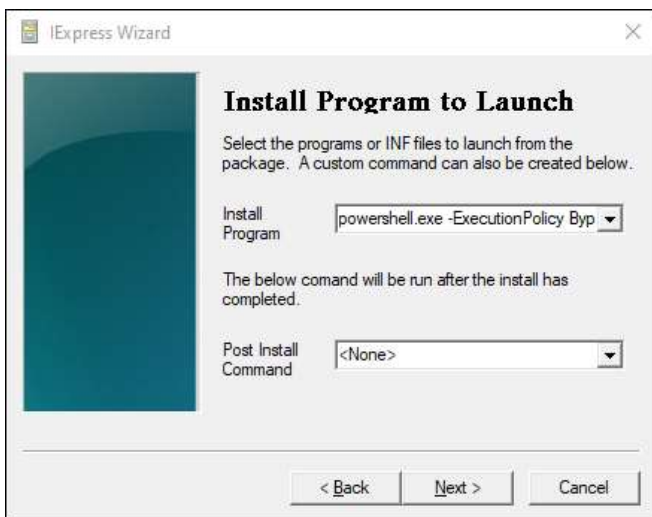 IExpress Wizard
Install Program to Launch
Select the programs or INF files to launch from the
package.  A custom command can also be created below.
Install
Program
powershell.exe -ExecutionPolicy Byp
The below comand will be run after the install has
completed.
Post Install
Command
<None>
< Back
Next >
Cancel